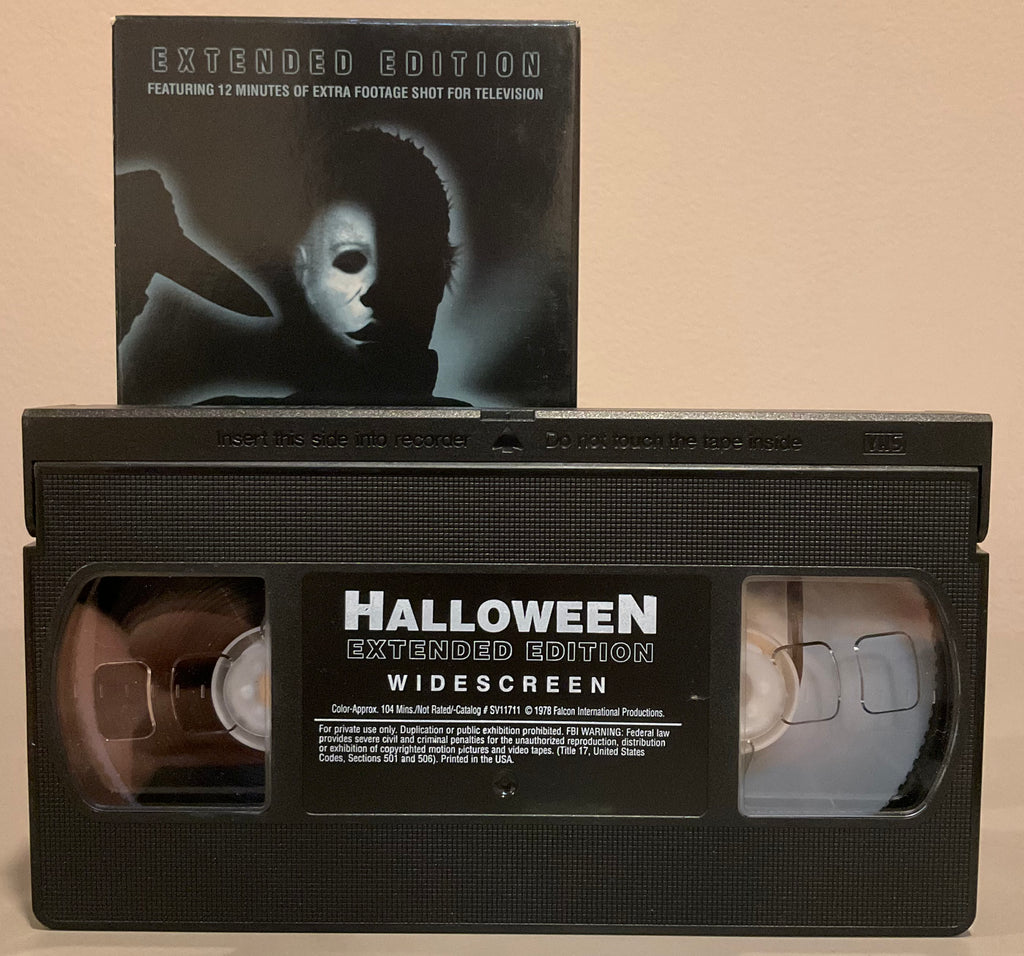 EXTENDED EDITION
FEATURING 12 MINUTES OF EXTRA FOOTAGE SHOT FOR TELEVISION
Insert this side into recorder Do not touch the tape inside VHS
HALLOWEEN
EXTENDED EDITION
WIDESCREEN
Color-Approx. 104 Mins./Not Rated/-Catalog # SV11711 © 1978 Falcon International Productions.
For private use only. Duplication or public exhibition prohibited. FBI WARNING: Federal law
provides severe civil and criminal penalties for the unauthorized reproduction, distribution
or exhibition of copyrighted motion pictures and video tapes. (Title 17, United States
Codes, Sections 501 and 506). Printed in the USA.